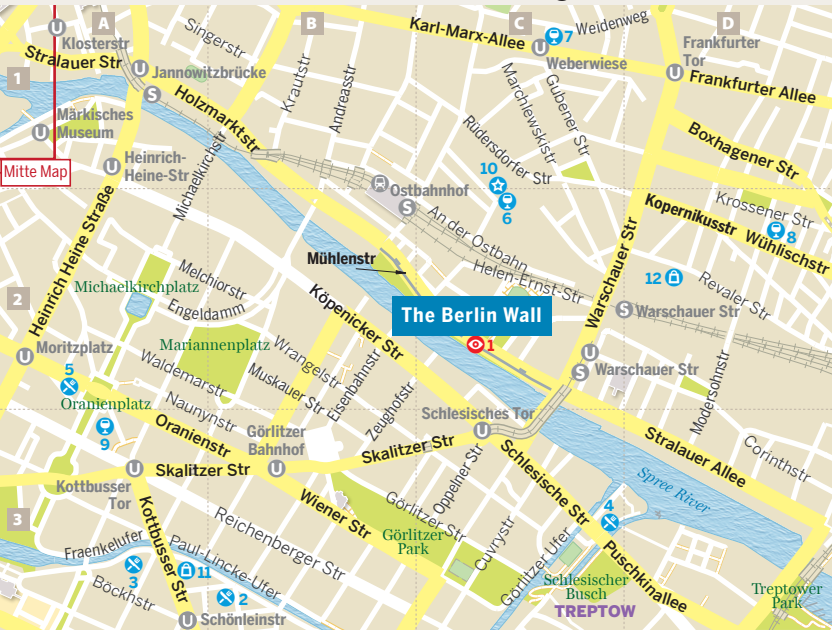 A
B
C
D
1
2
3
U
Klosterstr
Stralauer Str
Singerstr
Karl-Marx-Allee
7
Weidenweg
U
Weberwiese
Frankfurter
Tor
U
Frankfurter Allee
U
Jannowitzbrücke
S
Holzmarktstr
Krautstr
Andreasstr
Marchlewskistr
Gubener Str
Boxhagener Str
Märkisches
Museum
U
Mitte Map
U
Heinrich-
Heine-Str
Michaelkirchstr
Rüdersdorfer Str
10
6
Ostbahnhof
S
An der Ostbahn
Helen-Ernst-Str
Kopernikusstr
Krossener Str
Wühlischstr
8
Heinrich Heine Straße
Mühlenstr
Warschauer Str
12
Revaler Str
Michaelkirchplatz
Melchiorstr
Engeldamm
Köpenicker Str
The Berlin Wall
1
S
Warschauer Str
U
Moritzplatz
Mariannenplatz
Wrangelstr
Waldemarstr
Muskauer Str
Eisenbahnstr
Zeughofstr
U
S
Warschauer Str
Modersohnstr
5
Oranienplatz
Naunynstr
9
Oranienstr
Görlitzer
Bahnhof
U
Schlesisches Tor
U
Skalitzer Str
Skalitzer Str
Stralauer Allee
Corinthstr
U
Kottbusser
Tor
Kottbusser Str
Wiener Str
Oppelner Str
Schlesische Str
Spree River
Görlitzer Str
Görlitzer
Park
Cuvrystr
Görlitzer Ufer
4
Puschkinallee
Reichenberger Str
Fraenkelufer
Paul-Lincke-Ufer
3
11
2
Böckhstr
U
Schönleinstr
Schlesischer
Busch
TREPTOW
Treptower
Park